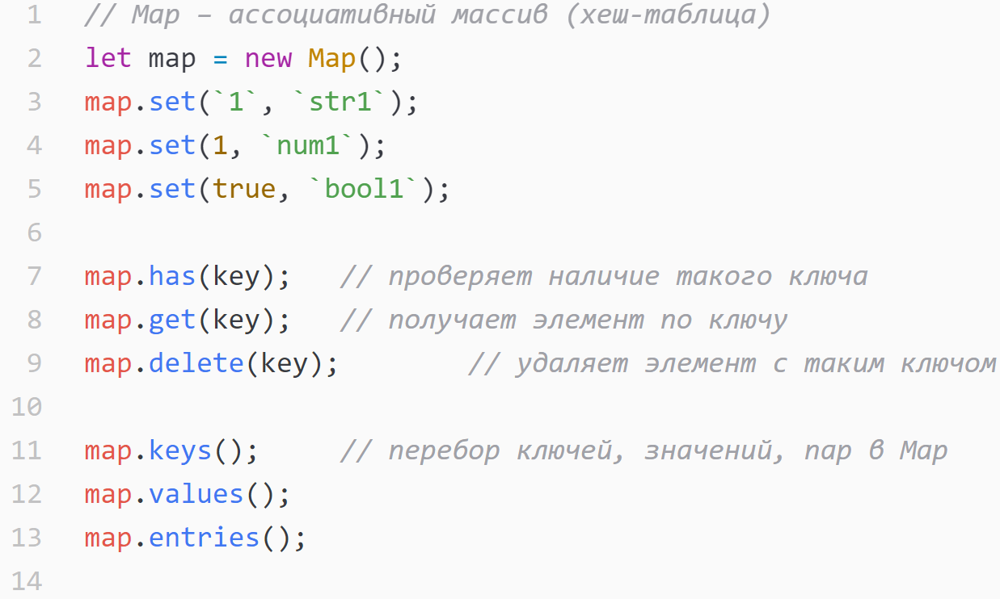 1 // Map – ассоциативный массив (хеш-таблица)
2 let map = new Map();
3 map.set(`1`, `str1`);
4 map.set(1, `num1`);
5 map.set(true, `bool1`);
6
7 map.has(key);   // проверяет наличие такого ключа
8 map.get(key);   // получает элемент по ключу
9 map.delete(key);        // удаляет элемент с таким ключом
10
11 map.keys();     // перебор ключей, значений, пар в Map
12 map.values();
13 map.entries();
14